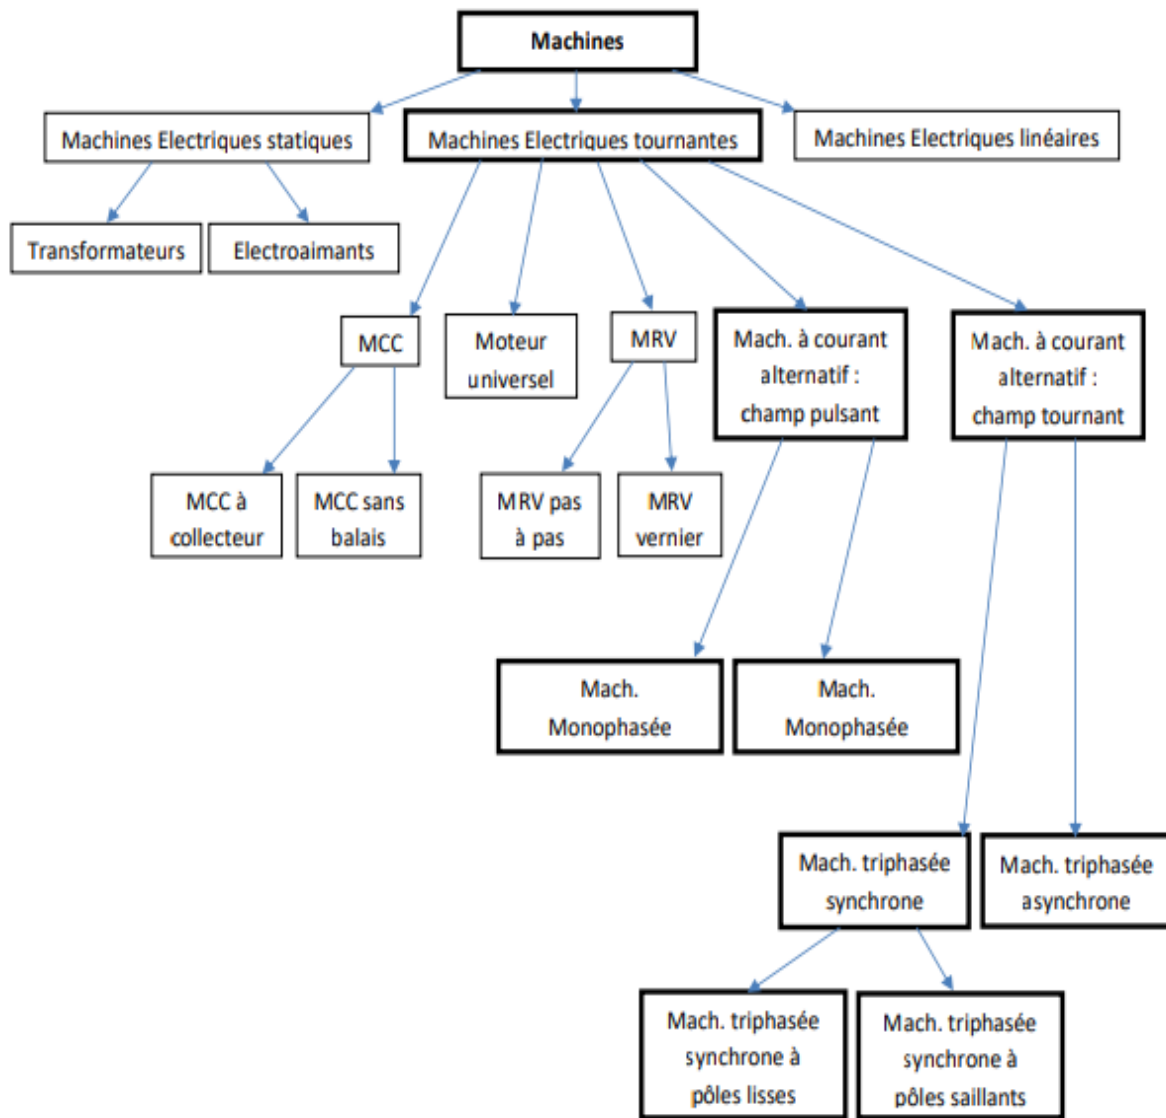 Machines
Machines Electriques statiques
Machines Electriques tournantes
Machines Electriques linéaires
Transformateurs
Electroaimants
MCC
Moteur
universel
MRV
Mach. à courant
alternatif :
champ pulsant
Mach. à courant
alternatif :
champ tournant
MCC à
collecteur
MCC sans
balais
MRV pas
à pas
MRV
vernier
Mach.
Monophasée
Mach.
Monophasée
Mach. triphasée
synchrone
Mach. triphasée
asynchrone
Mach. triphasée
synchrone à
pôles lisses
Mach. triphasée
synchrone à
pôles saillants